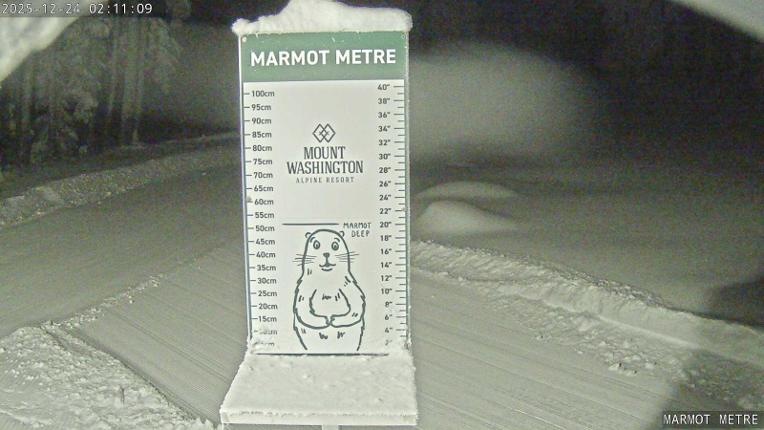 2025-12-24 02:11:09
MARMOT METRE
100cm
95cm
90cm
85cm
80cm
75cm
70cm
65cm
60cm
55cm
50cm
45cm
40cm
35cm
30cm
25cm
20cm
15cm
40"
38"
36"
34"
32"
30"
28"
26"
24"
22"
20"
18"
16"
14"
12"
10"
8"
6"
4"
MOUNT
WASHINGTON
ALPINE RESORT
MARMOT
DEEP
MARMOT METRE